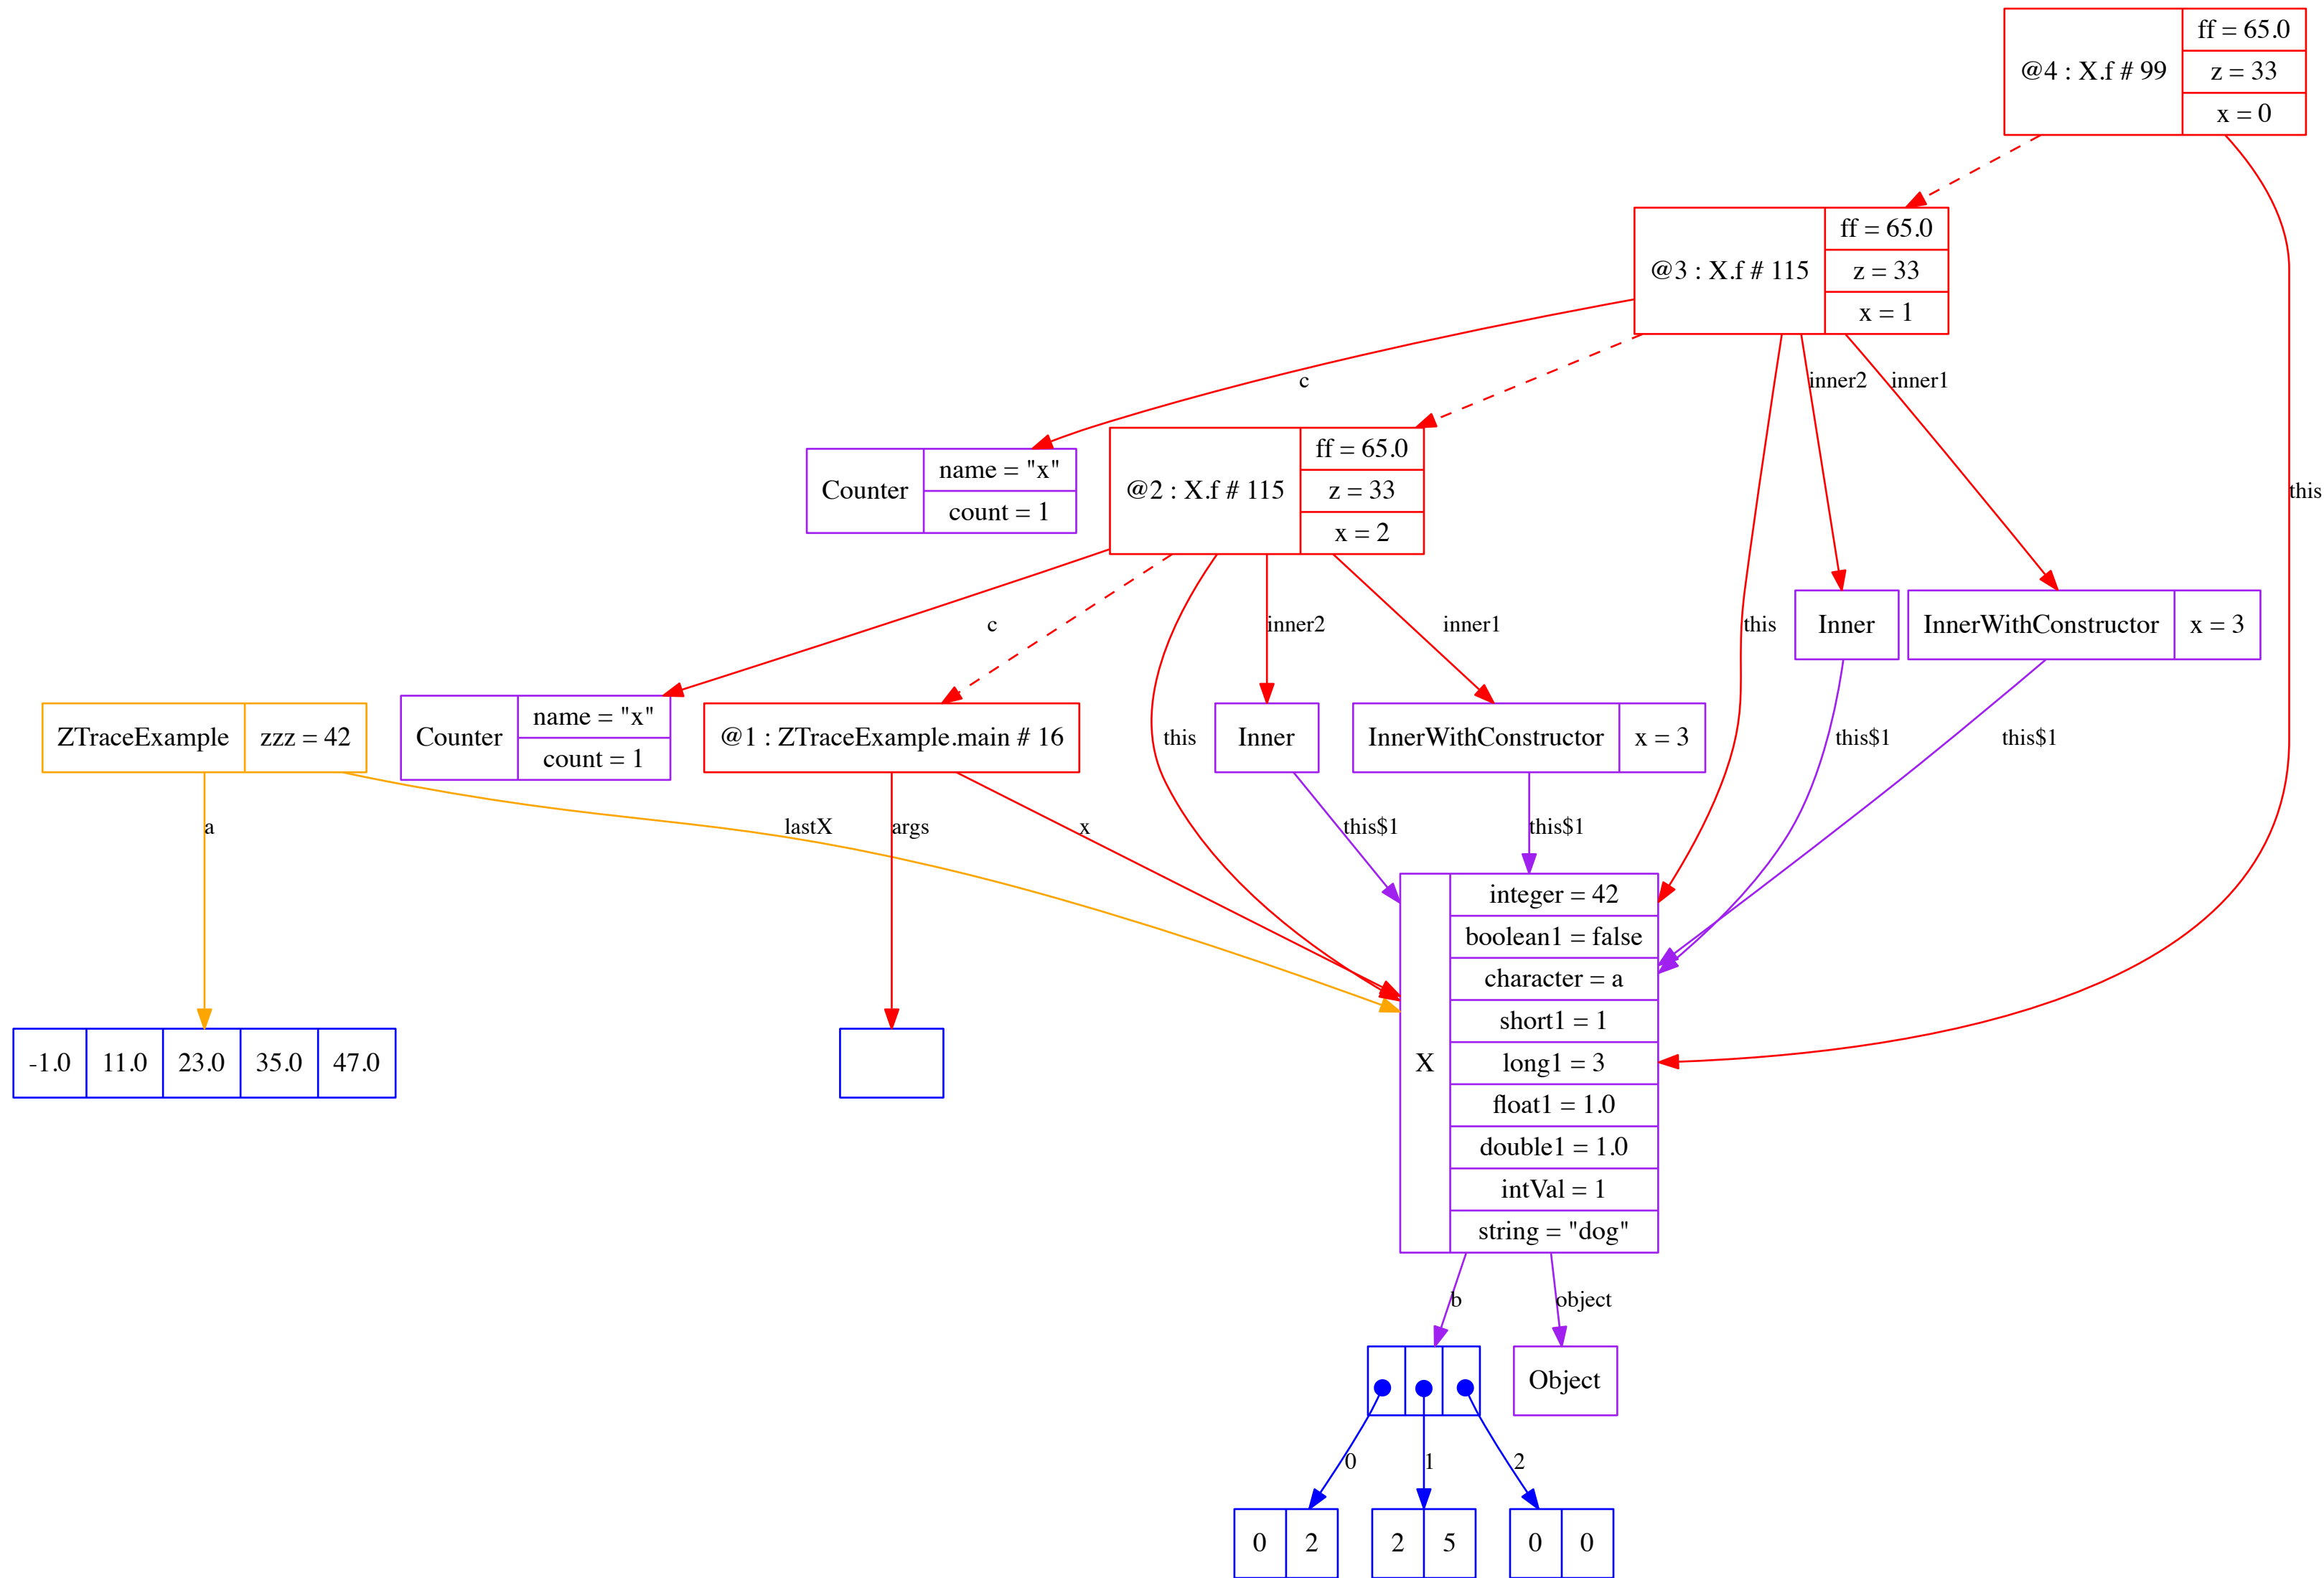 @4 : X.f # 99
ff = 65.0
z = 33
x = 0
@3 : X.f # 115
ff = 65.0
z = 33
x = 1
c
inner2
inner1
Counter
name = "x"
count = 1
@2 : X.f # 115
ff = 65.0
z = 33
x = 2
this
c
inner2
inner1
this
Inner
InnerWithConstructor
x = 3
ZTraceExample
zzz = 42
Counter
name = "x"
count = 1
@1 : ZTraceExample.main # 16
this
Inner
InnerWithConstructor
x = 3
this$1
this$1
a
lastX
args
x
this$1
this$1
X
integer = 42
boolean1 = false
character = a
short1 = 1
long1 = 3
float1 = 1.0
double1 = 1.0
intVal = 1
string = "dog"
-1.0
11.0
23.0
35.0
47.0
b
object
Object
0
1
2
0
2
2
5
0
0